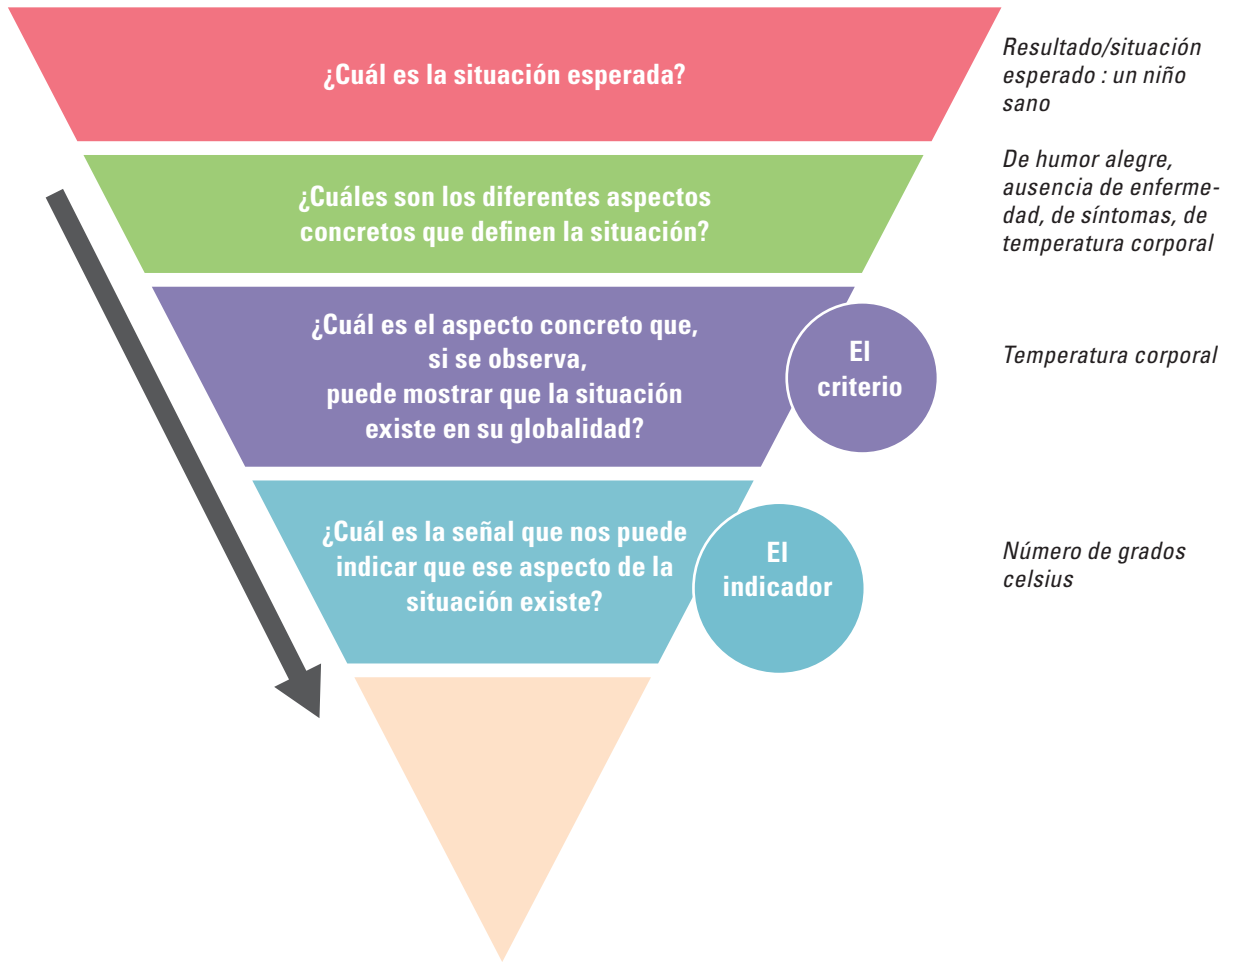 ¿Cuál es la situación esperada?
Resultado/situación
esperado : un niño
sano
¿Cuáles son los diferentes aspectos
concretos que definen la situación?
De humor alegre,
ausencia de enferme-
dad, de síntomas, de
temperatura corporal
¿Cuál es el aspecto concreto que,
si se observa,
puede mostrar que la situación
existe en su globalidad?
El
criterio
Temperatura corporal
¿Cuál es la señal que nos puede
indicar que ese aspecto de la
situación existe?
El
indicador
Número de grados
celsius